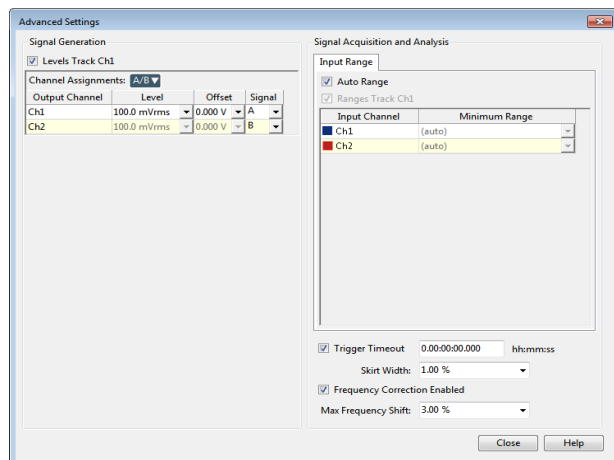 Advanced Settings
Signal Generation
Levels Track Ch1
Channel Assignments: A/B▼
Output Channel Level Offset Signal
Ch1 100.0 mVrms 0.000 V A
Ch2 100.0 mVrms 0.000 V B
Signal Acquisition and Analysis
Input Range
Auto Range
Ranges Track Ch1
Input Channel Minimum Range
Ch1 (auto)
Ch2 (auto)
Trigger Timeout 0.00:00:00.000 hh:mm:ss
Skirt Width: 1.00 %
Frequency Correction Enabled
Max Frequency Shift: 3.00 %
Close Help